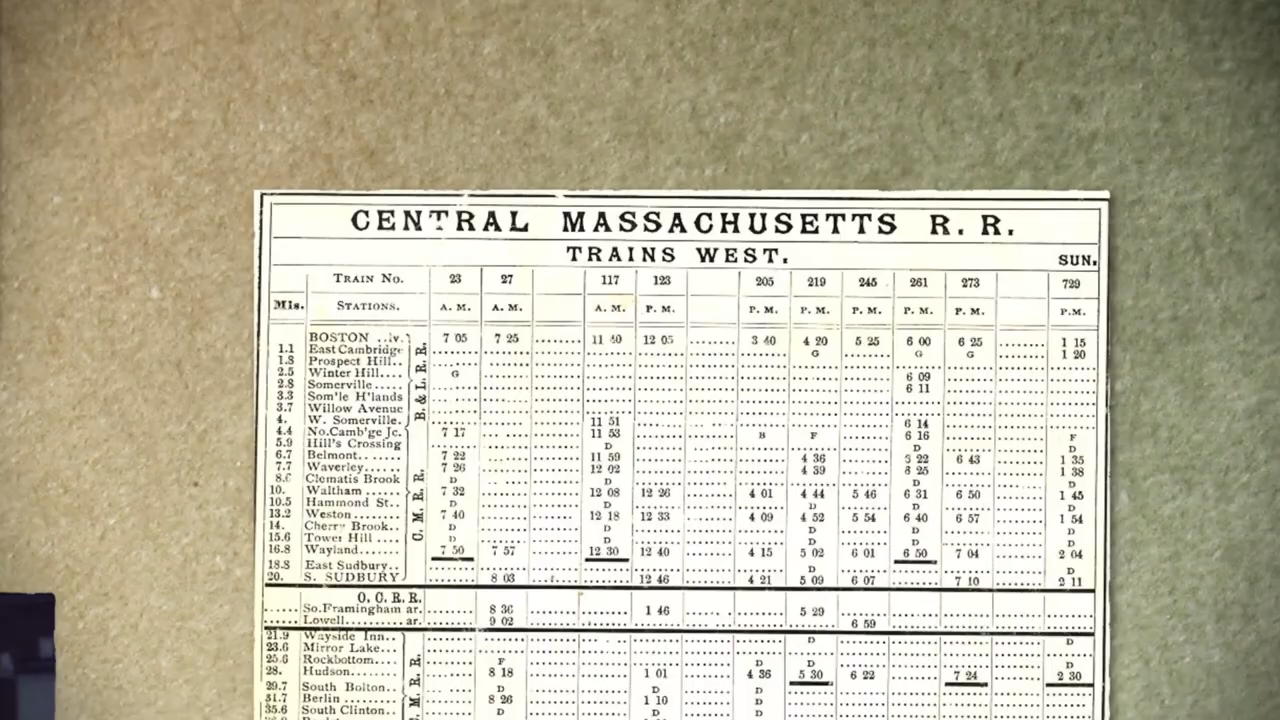 CENTRAL MASSACHUSETTS R. R.
TRAINS WEST. SUN.
TRAIN No. 23 27 117 123 205 219 245 261 273 729
Mls. STATIONS. A. M. A. M. A. M. P. M. P. M. P. M. P. M. P. M. P. M. P.M.
BOSTON ..lv. 7 05 7 25 11 40 12 05 3 40 4 20 5 25 6 00 6 25 1 15
1.1 East Cambridge G G G 1 20
1.8 Prospect Hill..
2.5 Winter Hill.... G 6 09
2.8 Somerville .... 6 11
3.3 Som'le H'lands
3.7 Willow Avenue
4. W. Somerville. 11 51 6 14
4.4 No.Camb'ge Jc. 7 17 11 53 B F 6 16 F
5.9 Hill's Crossing D D D
6.7 Belmont....... 7 22 11 59 4 36 22 6 43 1 35
7.7 Waverley...... 7 26 12 02 4 39 25 1 38
Clematis Brook D D D D
10. Waltham ...... 7 32 12 08 12 26 4 01 4 44 5 46 6 31 6 50 1 45
10.5 Hammond St.. D D D D D
13.2 Weston ........ 7 40 12 18 12 33 4 09 4 52 5 54 6 40 6 57 1 54
14. Cherry Brook.. D D D D D
15.6 Tower Hill .... D D D D D
16.8 Wayland....... 7 50 7 57 12 30 12 40 4 15 5 02 6 01 6 50 7 04 2 04
18.8 East Sudbury.. D D
20. S. SUDBURY 8 03 12 46 4 21 5 09 6 07 7 10 2 11
B. & L. R. R.
C. M. R. R.
O. C. R. R.
So.Framingham ar. 8 36 1 46 5 29
Lowell........ ar. 9 02 6 59
21.9 Wayside Inn.. D D
23.6 Mirror Lake...
25.6 Rockbottom.... F D D D
28. Hudson........ 8 18 1 01 4 36 5 30 6 22 7 24 2 30
29.7 South Bolton.. D D D
31.7 Berlin ........ 8 26 1 10 D
35.6 South Clinton.. D D D
M. R. R.